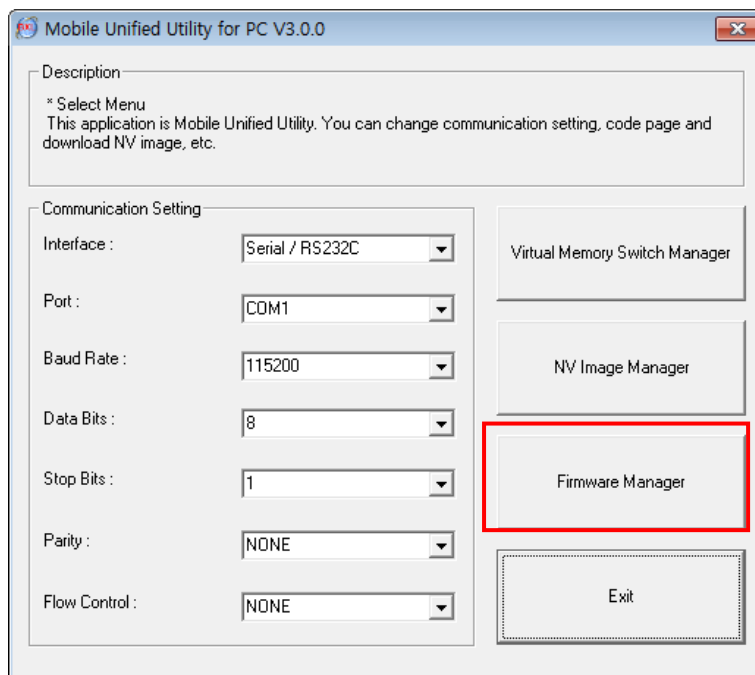 Mobile Unified Utility for PC V3.0.0
Description
* Select Menu
This application is Mobile Unified Utility. You can change communication setting, code page and
download NV image, etc.
Communication Setting
Interface :
Serial / RS232C
Port :
COM1
Baud Rate :
115200
Data Bits :
8
Stop Bits :
1
Parity :
NONE
Flow Control :
NONE
Virtual Memory Switch Manager
NV Image Manager
Firmware Manager
Exit